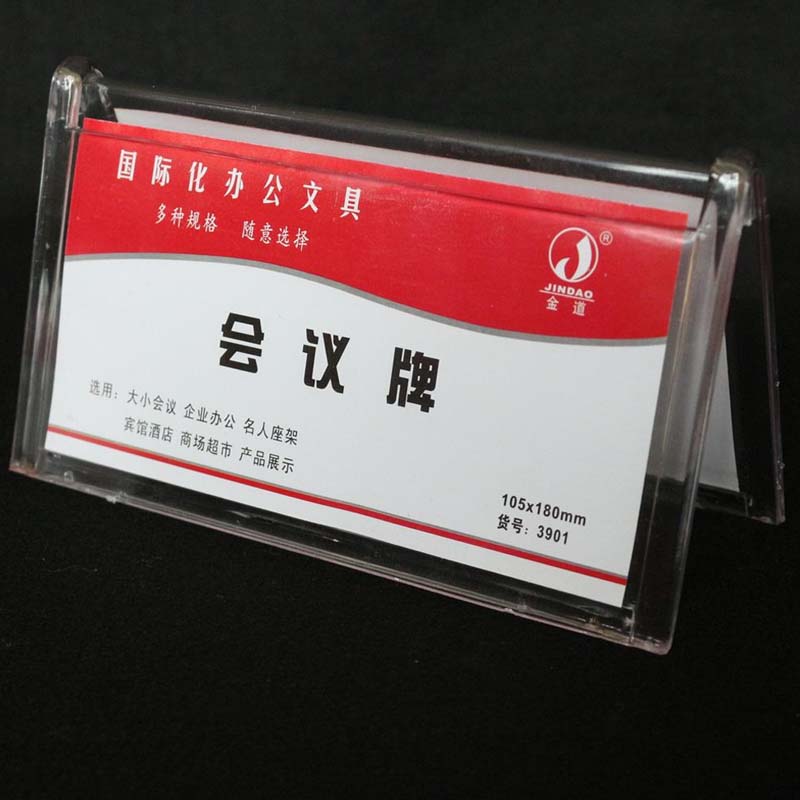 国际化办公文具
多种规格 随意选择
®
JINDAO
金道
会议牌
选用：大小会议 企业办公 名人座架
宾馆酒店 商场超市 产品展示
105x180mm
货号：3901